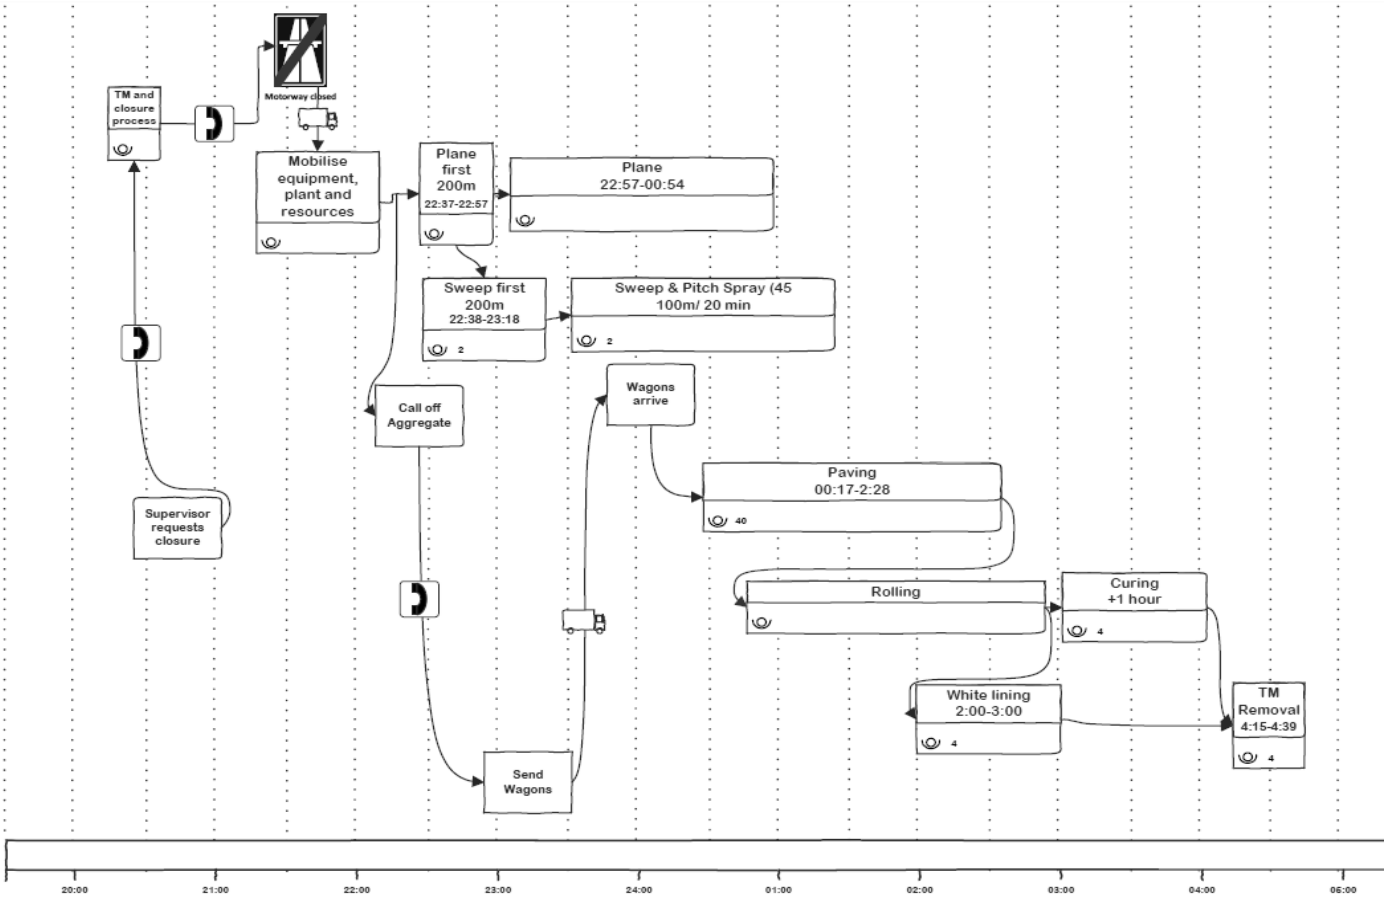 Motorway closed
TM and
closure
process
Mobilise
equipment,
plant and
resources
Plane
first
200m
22:37-22:57
Plane
22:57-00:54
Sweep first
200m
22:38-23:18
2
Sweep & Pitch Spray (45
100m/ 20 min
2
Call off
Aggregate
Wagons
arrive
Supervisor
requests
closure
Paving
00:17-2:28
40
Rolling
Curing
+1 hour
4
White lining
2:00-3:00
4
TM
Removal
4:15-4:39
4
Send
Wagons
20:00
21:00
22:00
23:00
24:00
01:00
02:00
03:00
04:00
05:00